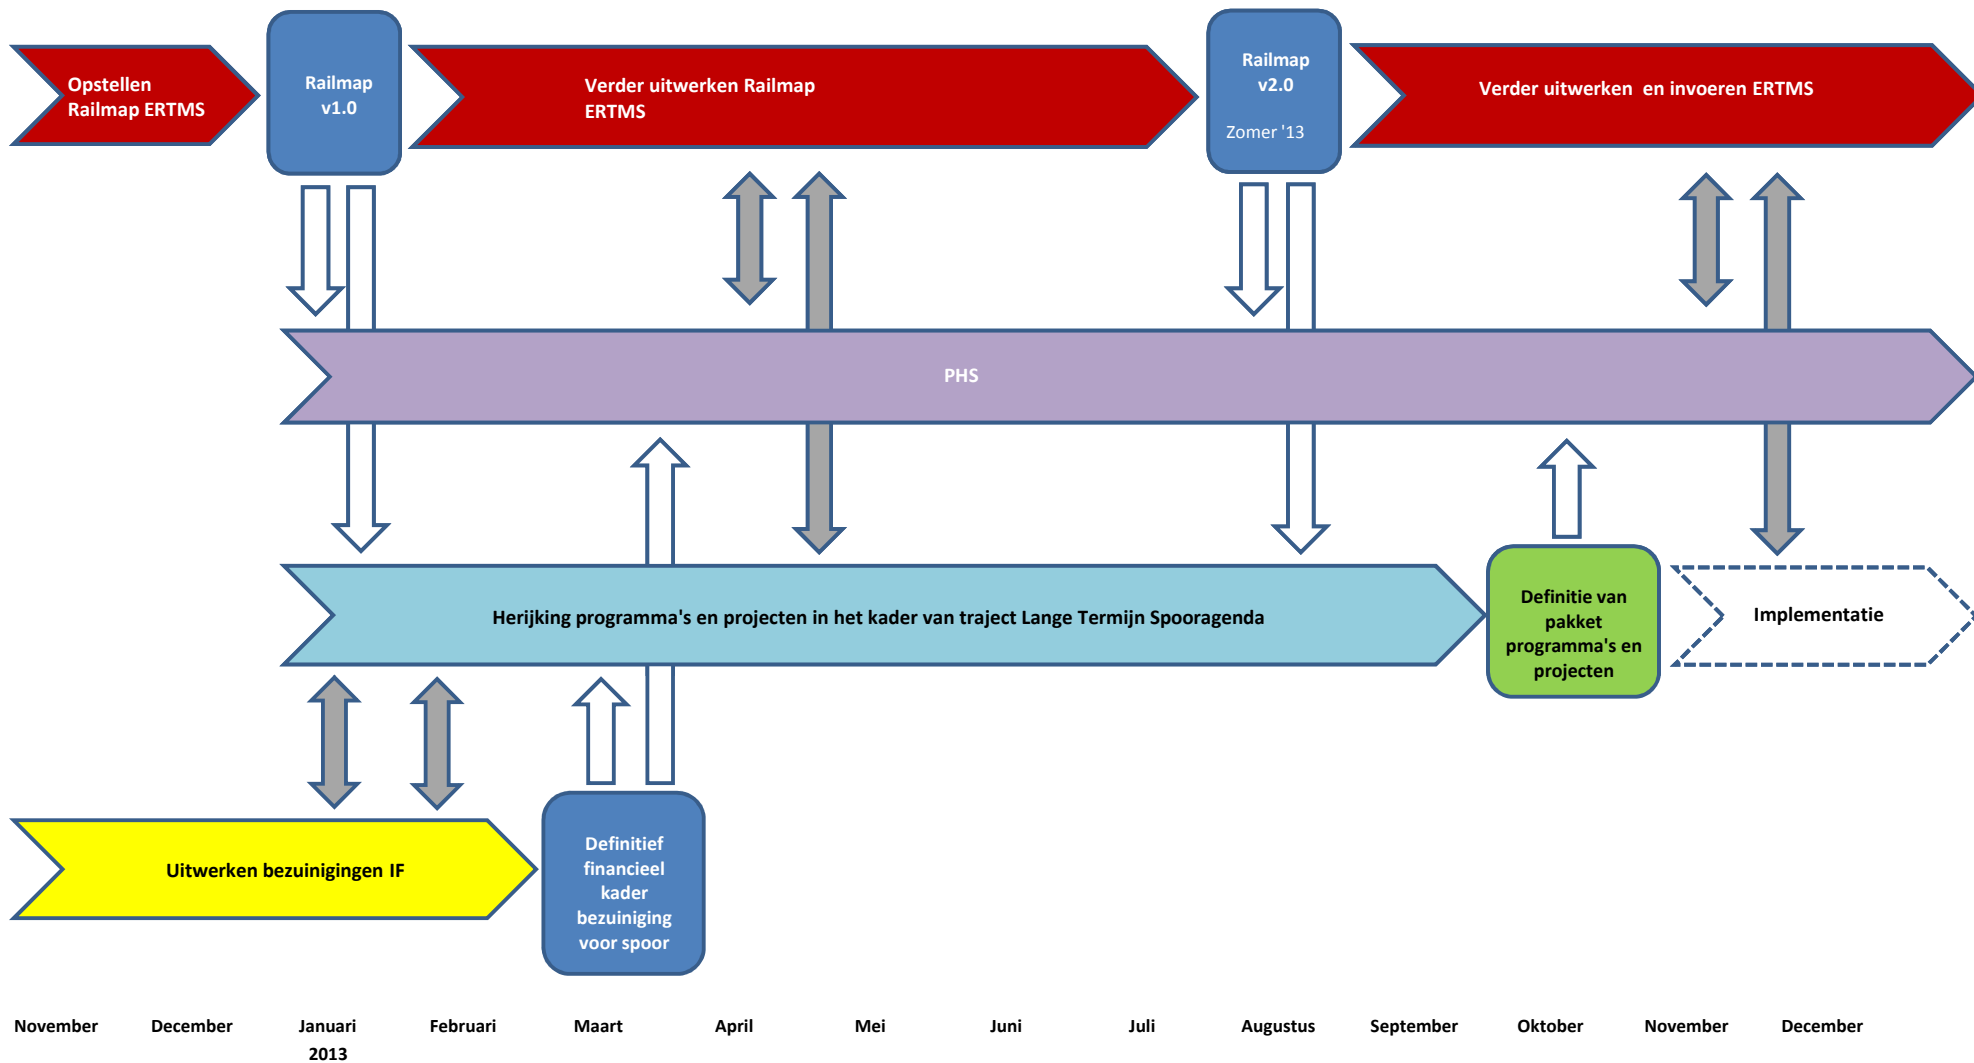 Opstellen
Railmap ERTMS
Railmap
v1.0
Verder uitwerken Railmap
ERTMS
Railmap
v2.0
Zomer '13
Verder uitwerken en invoeren ERTMS
PHS
Herijking programma's en projecten in het kader van traject Lange Termijn Spooragenda
Definitie van
pakket
programma's en
projecten
Implementatie
Uitwerken bezuinigingen IF
Definitief
financieel
kader
bezuiniging
voor spoor
November December Januari Februari Maart April Mei Juni Juli Augustus September Oktober November December
2013